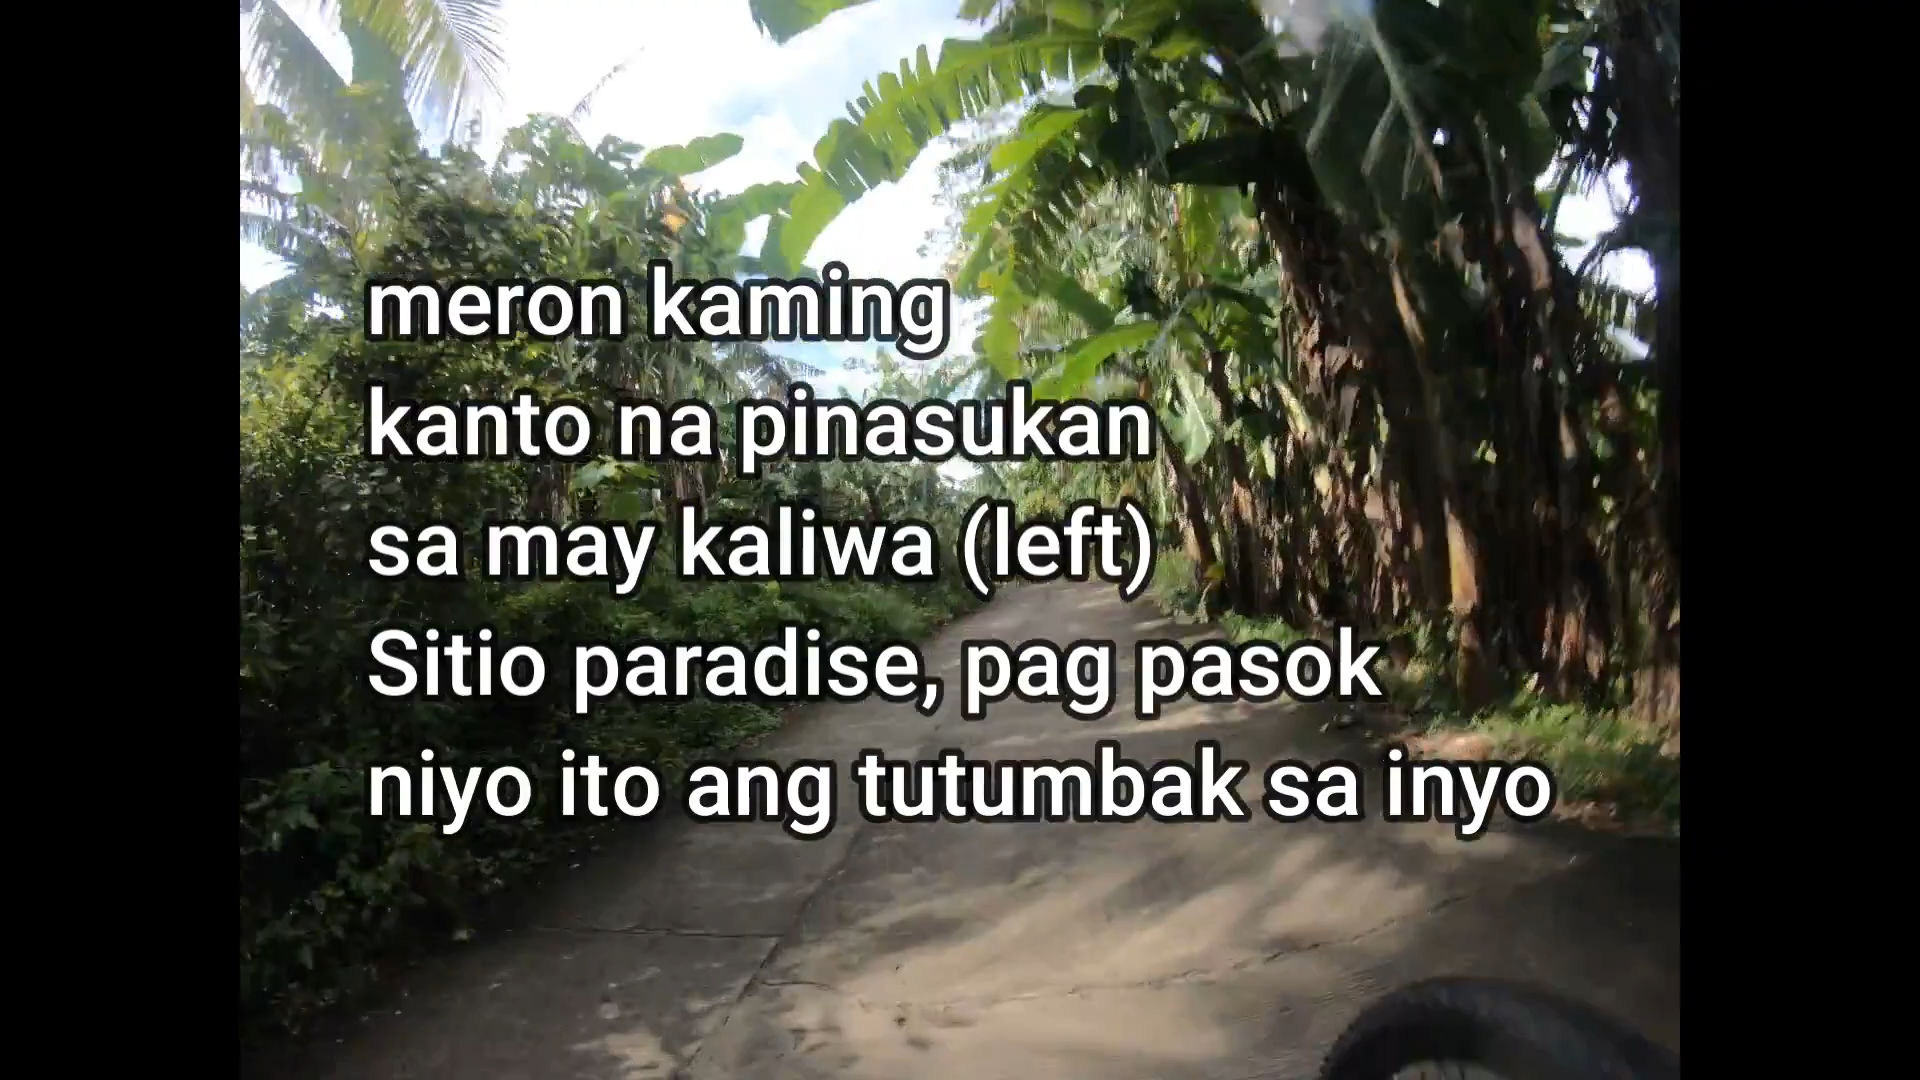 meron kaming
kanto na pinasukan
sa may kaliwa (left)
Sitio paradise, pag pasok
niyo ito ang tutumbak sa inyo